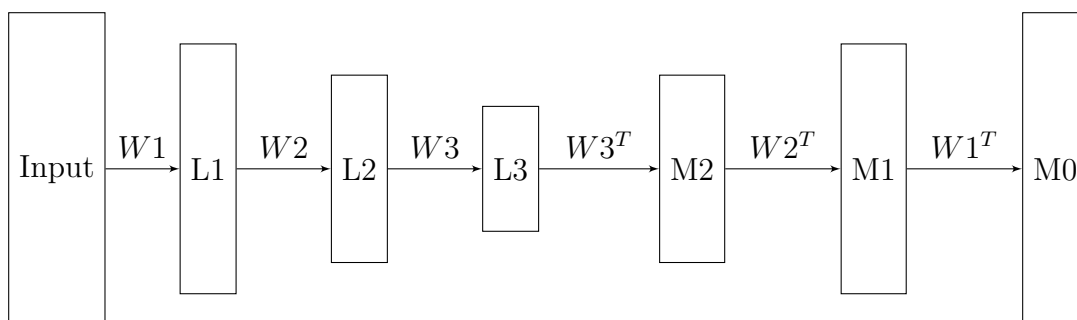 W1 W2 W3 W3^T W2^T W1^T
Input L1 L2 L3 M2 M1 M0